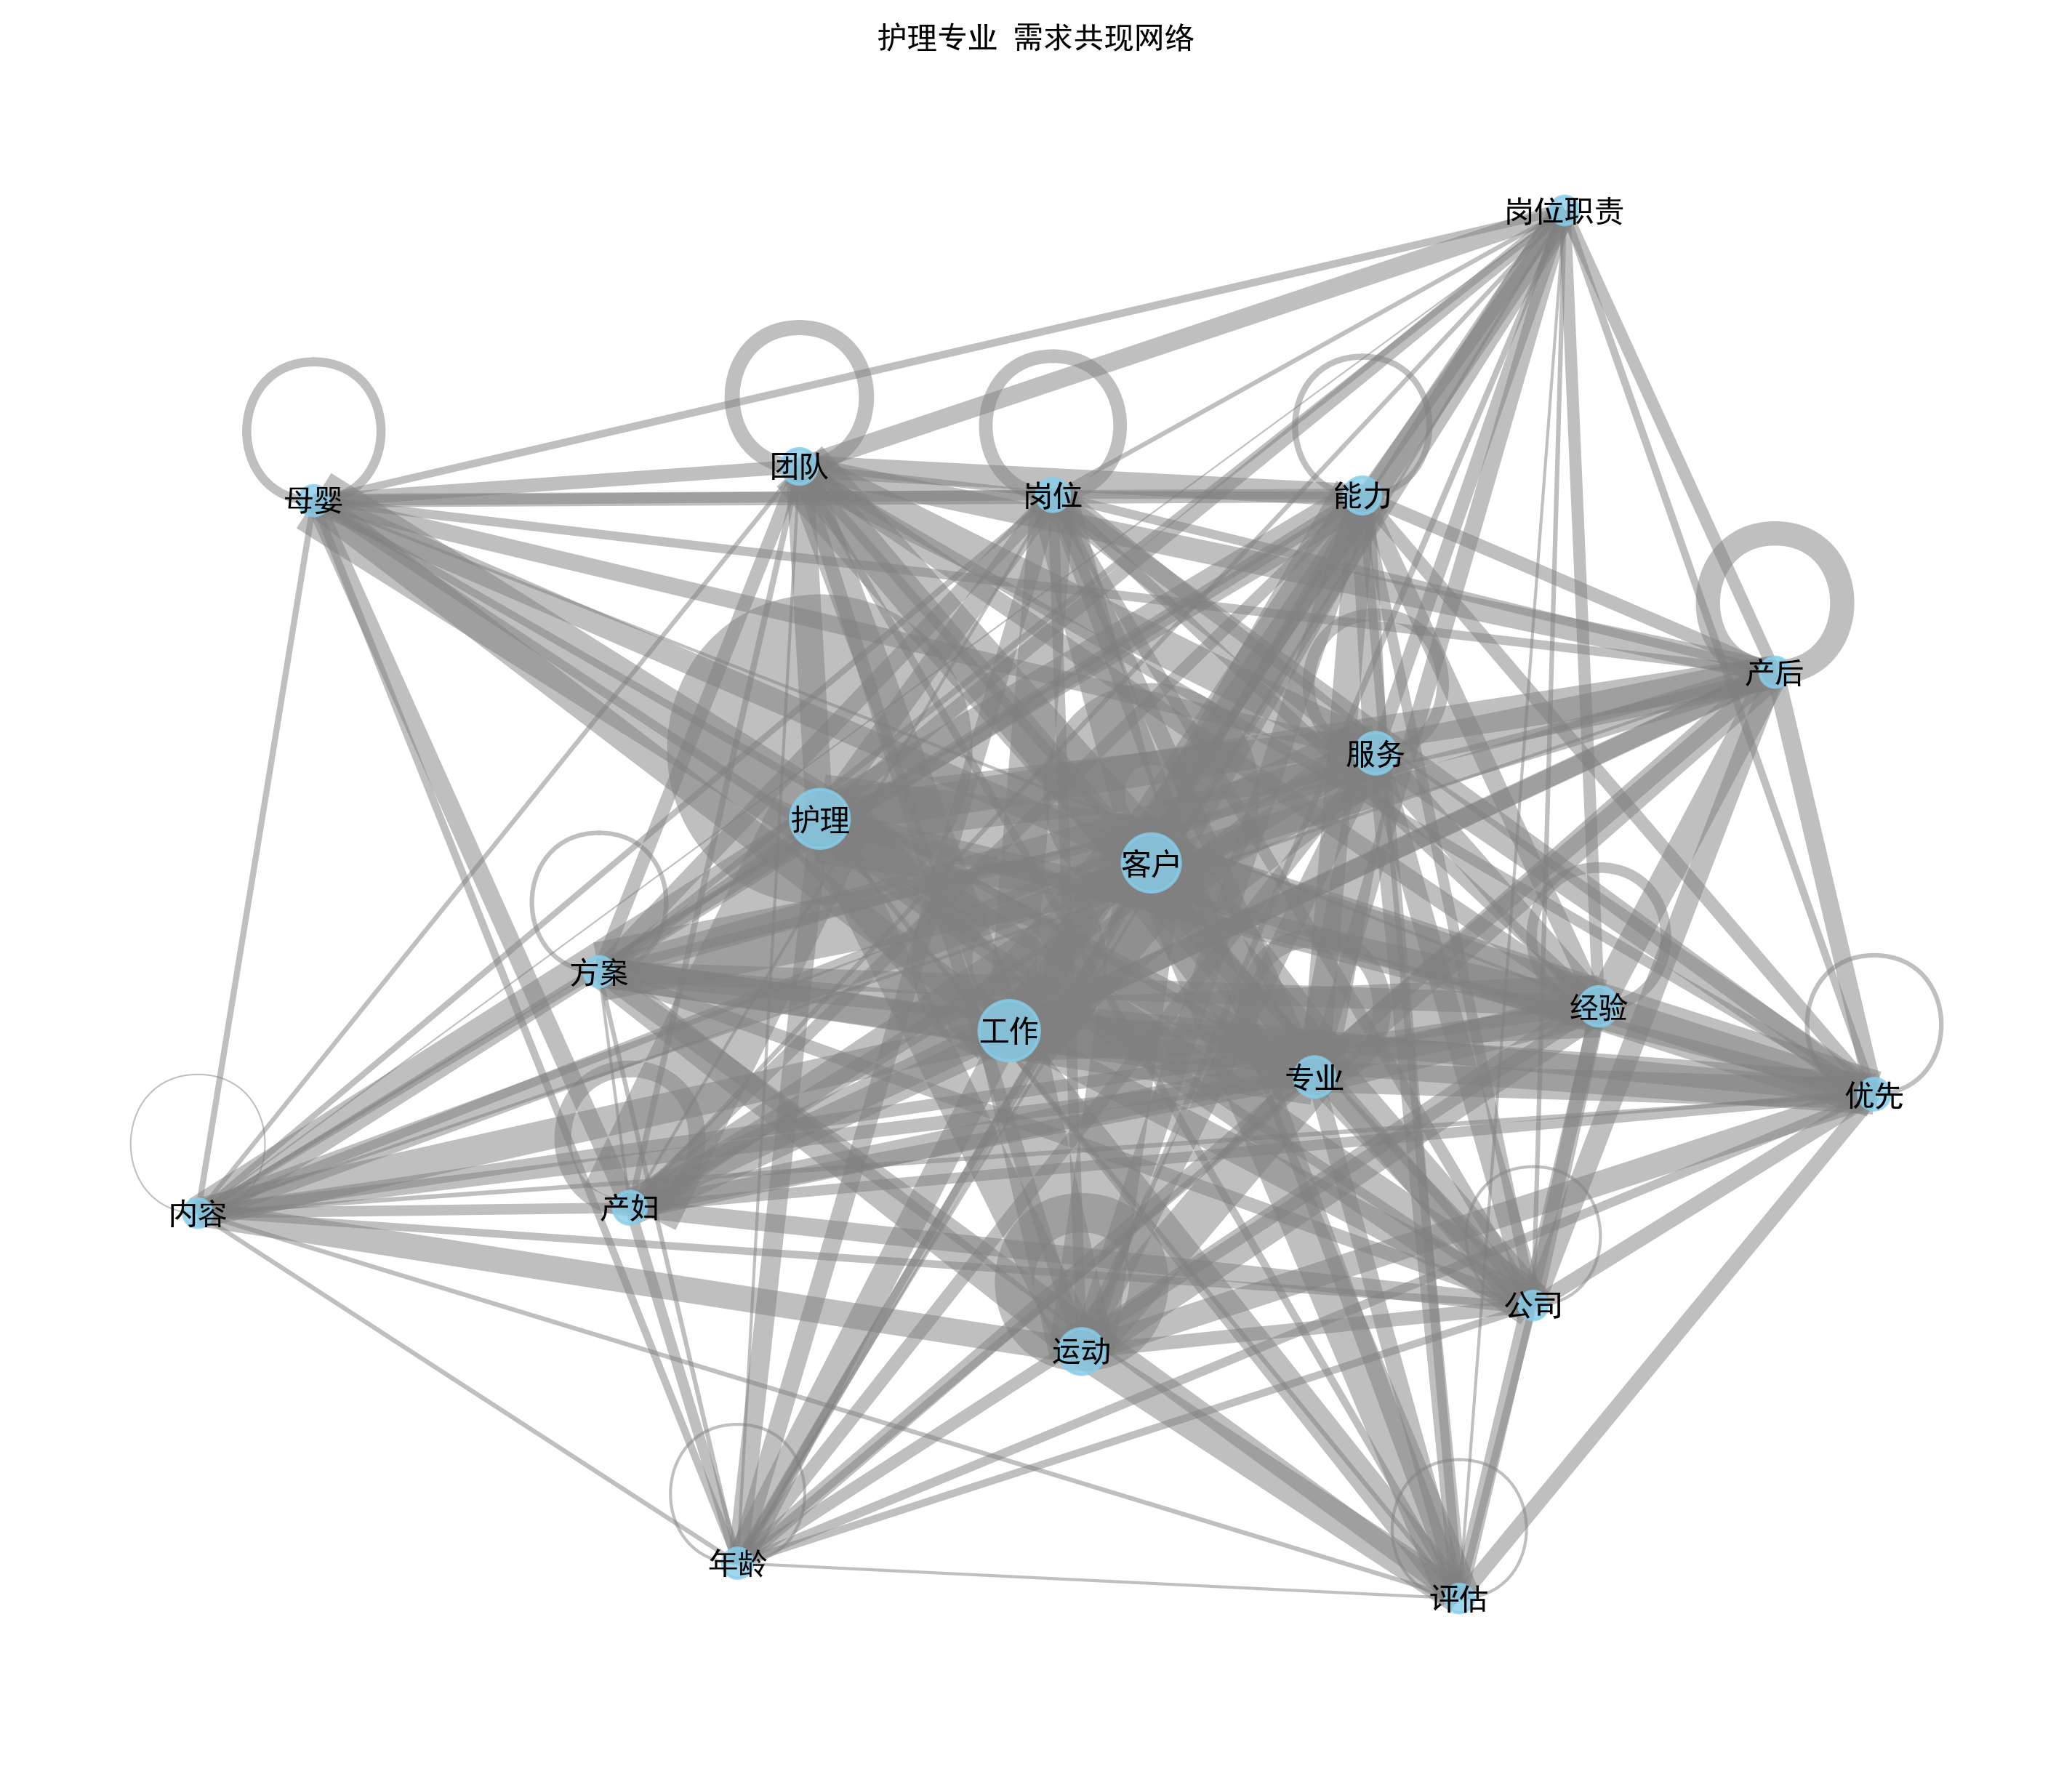 护理专业 需求共现网络
岗位职责
团队
岗位
能力
母婴
产后
服务
护理
客户
方案
经验
工作
专业
优先
内容
产妇
公司
运动
年龄
评估